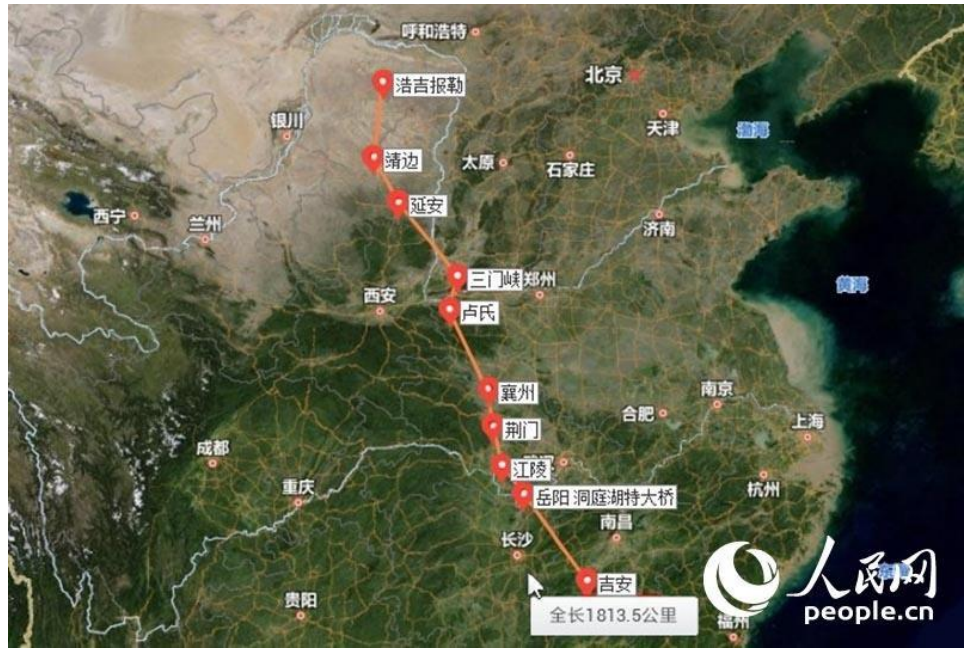 呼和浩特
北京
浩吉报勒
银川
天津
渤海
靖边
太原
石家庄
延安
西宁
兰州
济南
三门峡
郑州
黄海
西安
卢氏
襄州
南京
荆门
合肥
上海
成都
江陵
杭州
重庆
岳阳 洞庭湖特大桥
南昌
长沙
吉安
人民网
people.cn
贵阳
全长1813.5公里
福州